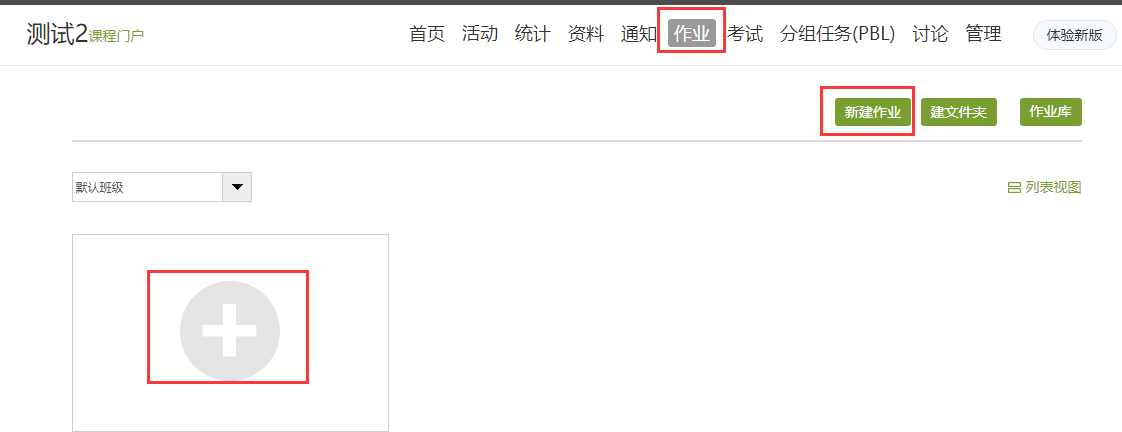 测试2课程门户 首页 活动 统计 资料 通知 作业 考试 分组任务(PBL) 讨论 管理 体验新版
新建作业 建文件夹 作业库
默认班级 列表视图